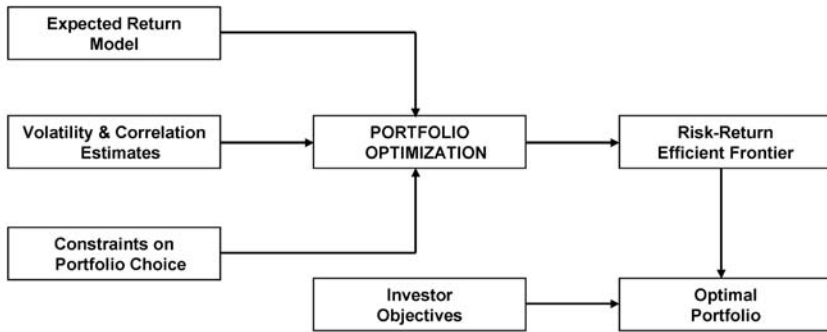 Expected Return
Model
Volatility & Correlation
Estimates
PORTFOLIO
OPTIMIZATION
Risk-Return
Efficient Frontier
Constraints on
Portfolio Choice
Investor
Objectives
Optimal
Portfolio